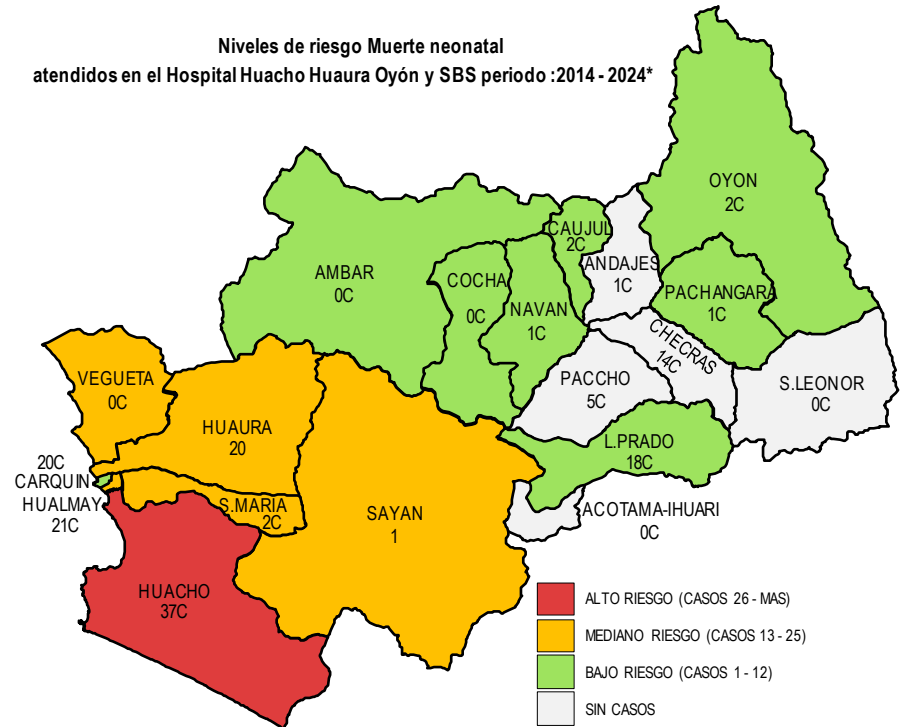 Niveles de riesgo Muerte neonatal
atendidos en el Hospital Huacho Huaura Oyón y SBS periodo :2014 - 2024*
OYON
2C
CAUJUL
2C
ANDAJES
1C
AMBAR
0C
COCHA
0C
NAVAN
1C
PACHANGARA
1C
CHECRAS
14C
VEGUETA
0C
PACCHO
5C
S.LEONOR
0C
HUAURA
20
L.PRADO
18C
20C
CARQUIN
HUALMAY
21C
S.MARIA
2C
SAYAN
1
ACOTAMA-IHUARI
0C
HUACHO
37C
ALTO RIESGO (CASOS 26 - MAS)
MEDIANO RIESGO (CASOS 13 - 25)
BAJO RIESGO (CASOS 1 - 12)
SIN CASOS